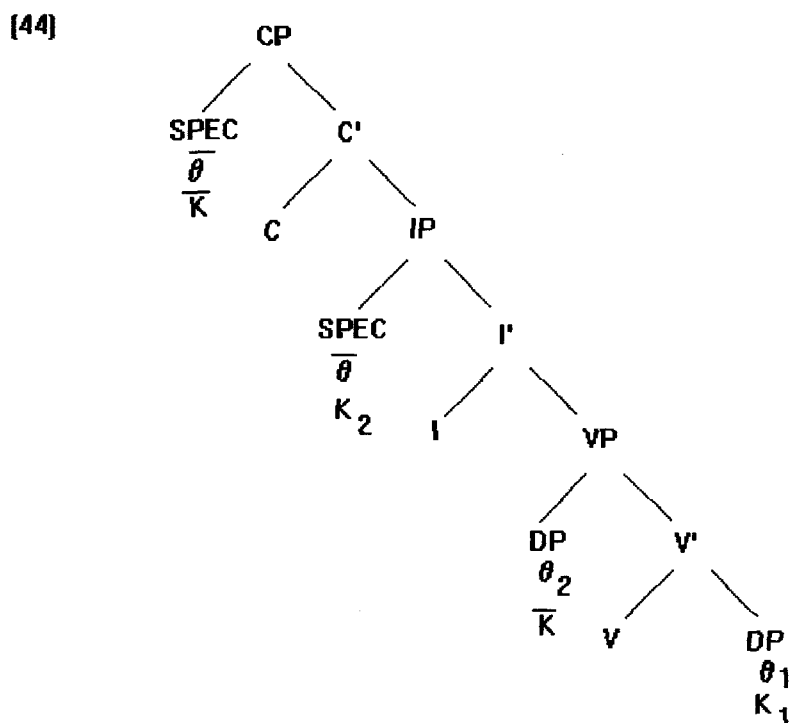 [44]
CP
SPEC C'
θ̅
K̅
C IP
SPEC I'
θ̅
K₂
I VP
DP V'
θ₂
K̅
V DP
θ₁
K₁